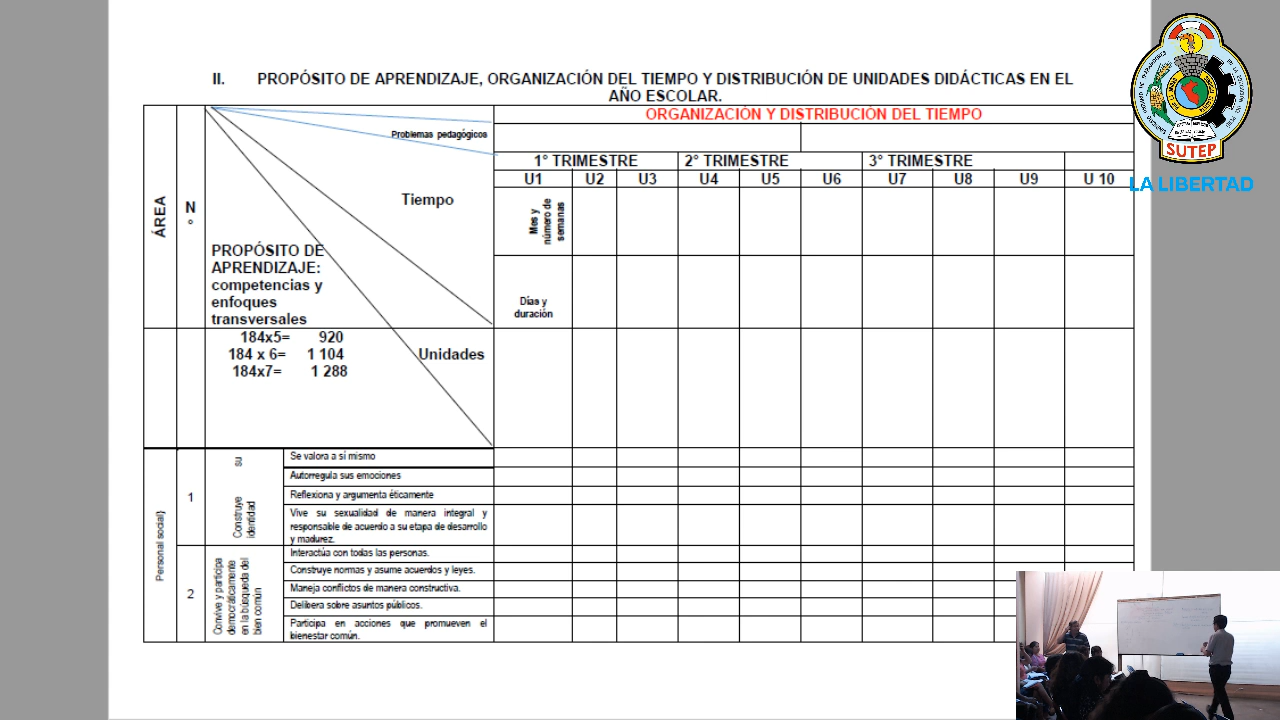 II. PROPÓSITO DE APRENDIZAJE, ORGANIZACIÓN DEL TIEMPO Y DISTRIBUCIÓN DE UNIDADES DIDÁCTICAS EN EL
AÑO ESCOLAR.
ÁREA
N
°
Problemas pedagógicos
Tiempo
PROPÓSITO DE
APRENDIZAJE:
competencias y
enfoques
transversales
184x5= 920
184 x 6= 1 104
184x7= 1 288
Unidades
ORGANIZACIÓN Y DISTRIBUCIÓN DEL TIEMPO
1° TRIMESTRE 2° TRIMESTRE 3° TRIMESTRE
U1 U2 U3 U4 U5 U6 U7 U8 U9 U 10
Mes y
número de
semanas
Días y
duración
Personal social}
1
Construye su
identidad
Se valora a sí mismo
Autorregula sus emociones
Reflexiona y argumenta éticamente
Vive su sexualidad de manera integral y
responsable de acuerdo a su etapa de desarrollo
y madurez.
2
Convive y participa
democráticamente
en la búsqueda del
bien común
Interactúa con todas las personas.
Construye normas y asume acuerdos y leyes.
Maneja conflictos de manera constructiva.
Delibera sobre asuntos públicos.
Participa en acciones que promueven el
bienestar común.
SUTEP
LA LIBERTAD